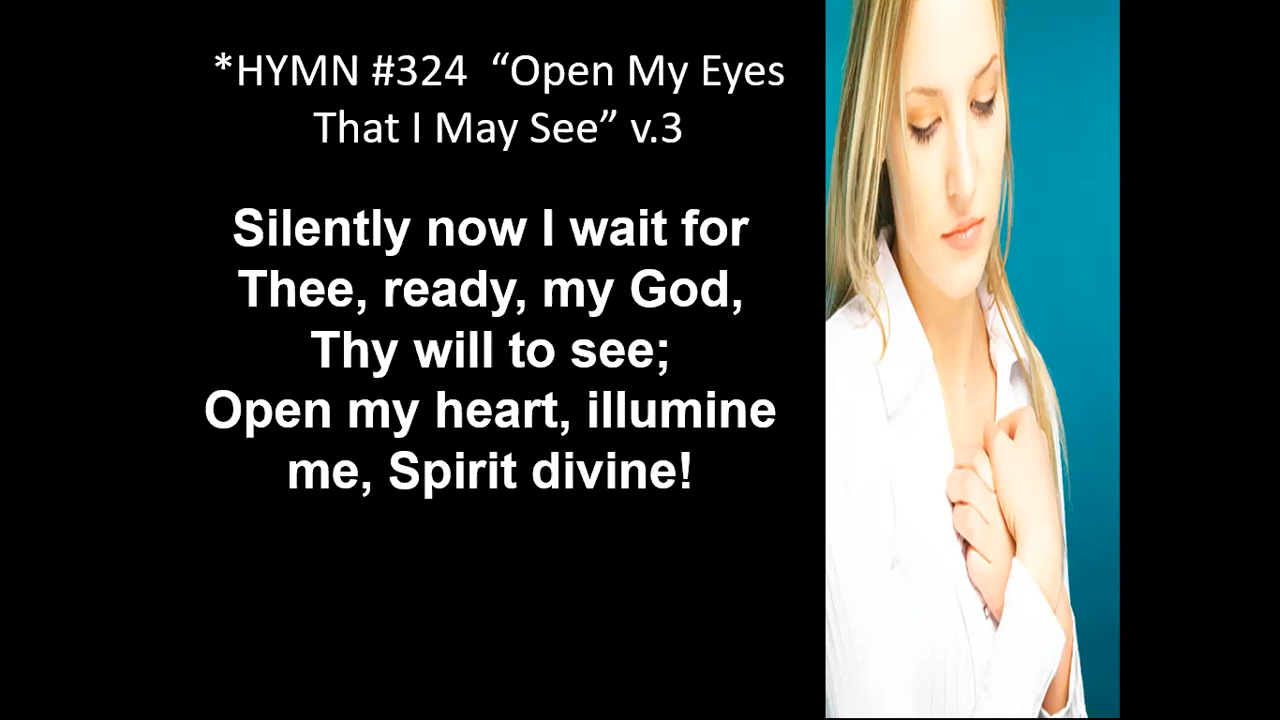 *HYMN #324 “Open My Eyes
That I May See” v.3
Silently now I wait for
Thee, ready, my God,
Thy will to see;
Open my heart, illumine
me, Spirit divine!